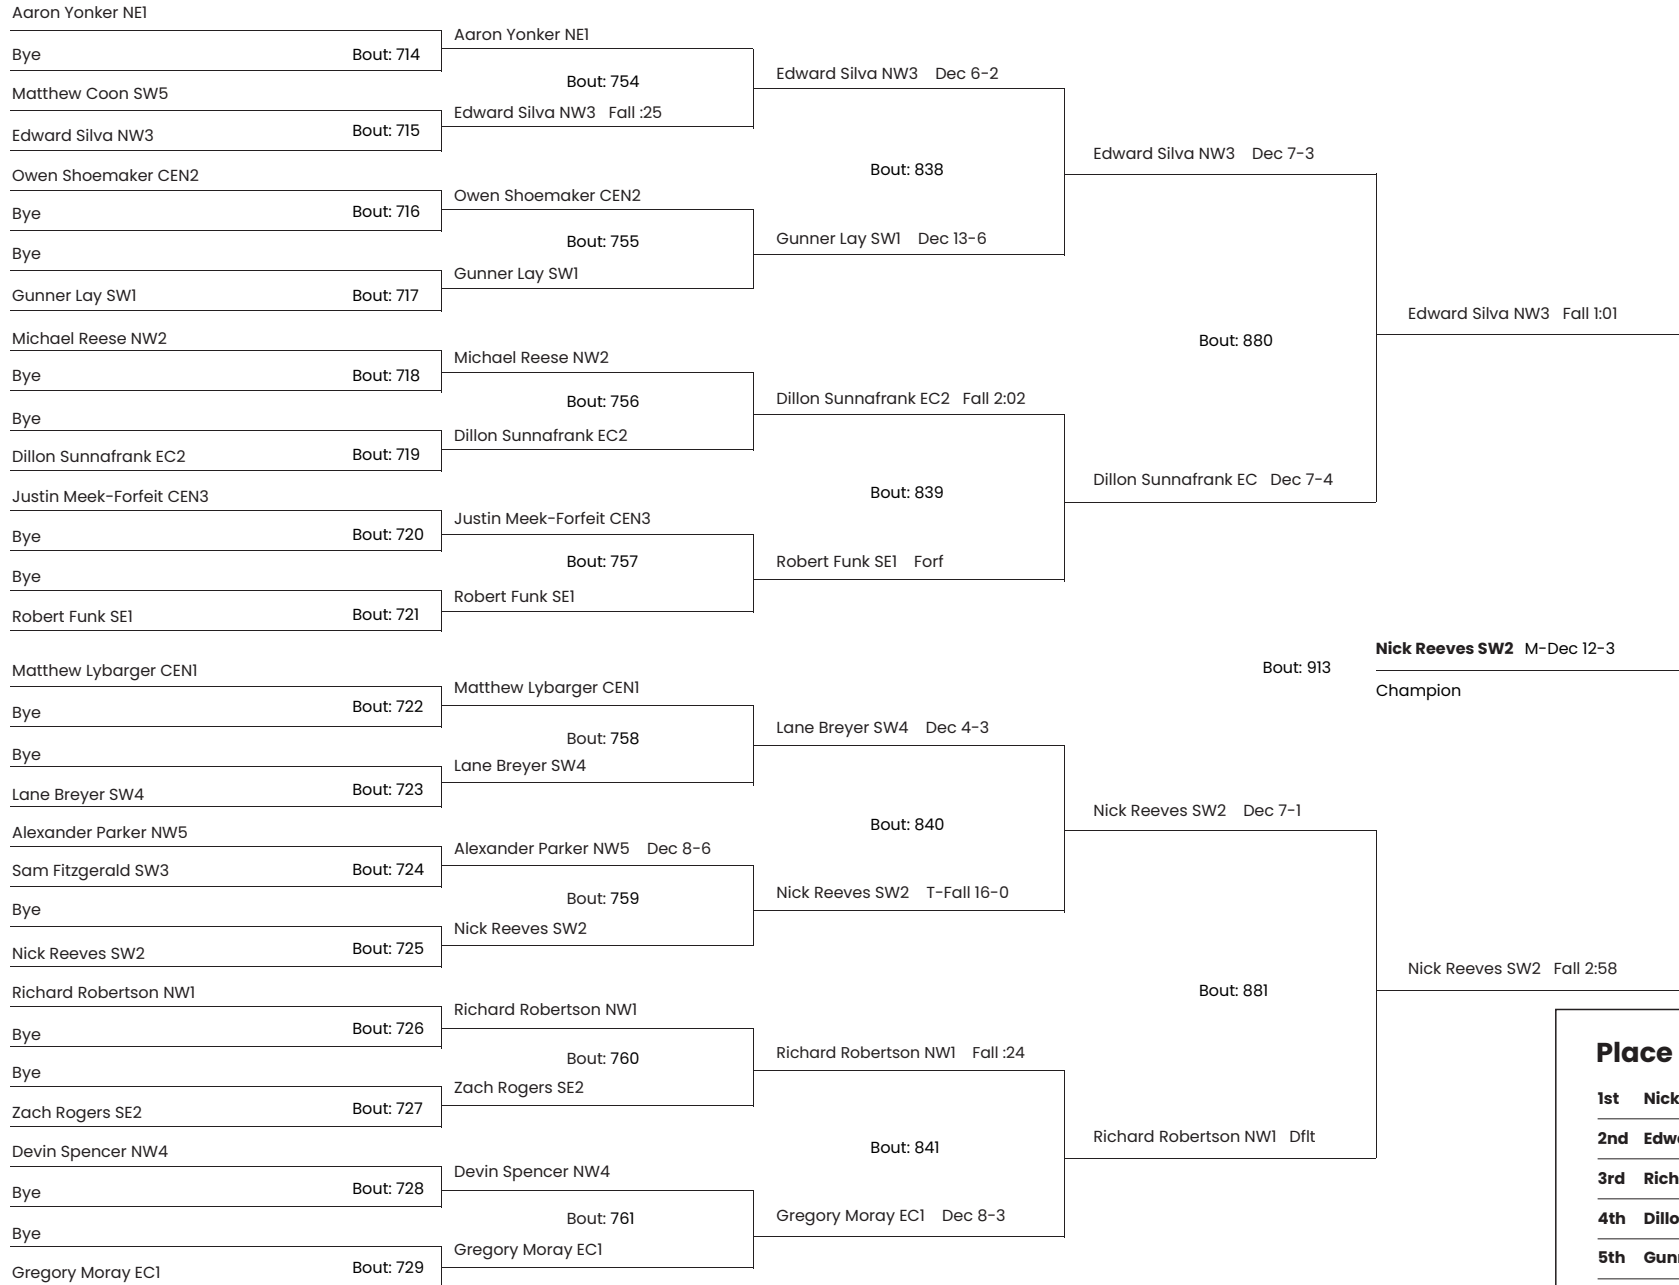 Aaron Yonker NE1
Bye
Bout: 714
Matthew Coon SW5
Edward Silva NW3
Bout: 715
Owen Shoemaker CEN2
Bye
Bout: 716
Bye
Gunner Lay SW1
Bout: 717
Michael Reese NW2
Bye
Bout: 718
Bye
Dillon Sunnafrank EC2
Bout: 719
Justin Meek-Forfeit CEN3
Bye
Bout: 720
Bye
Robert Funk SE1
Bout: 721
Matthew Lybarger CEN1
Bye
Bout: 722
Bye
Lane Breyer SW4
Bout: 723
Alexander Parker NW5
Sam Fitzgerald SW3
Bout: 724
Bye
Nick Reeves SW2
Bout: 725
Richard Robertson NW1
Bye
Bout: 726
Bye
Zach Rogers SE2
Bout: 727
Devin Spencer NW4
Bye
Bout: 728
Bye
Gregory Moray EC1
Bout: 729
Aaron Yonker NE1
Bout: 754
Edward Silva NW3 Fall :25
Owen Shoemaker CEN2
Bout: 755
Gunner Lay SW1
Michael Reese NW2
Bout: 756
Dillon Sunnafrank EC2
Justin Meek-Forfeit CEN3
Bout: 757
Robert Funk SE1
Matthew Lybarger CEN1
Bout: 758
Lane Breyer SW4
Alexander Parker NW5 Dec 8-6
Bout: 759
Nick Reeves SW2
Richard Robertson NW1
Bout: 760
Zach Rogers SE2
Devin Spencer NW4
Bout: 761
Gregory Moray EC1
Edward Silva NW3 Dec 6-2
Bout: 838
Gunner Lay SW1 Dec 13-6
Dillon Sunnafrank EC2 Fall 2:02
Bout: 839
Robert Funk SE1 Forf
Lane Breyer SW4 Dec 4-3
Bout: 840
Nick Reeves SW2 T-Fall 16-0
Richard Robertson NW1 Fall :24
Bout: 841
Gregory Moray EC1 Dec 8-3
Edward Silva NW3 Dec 7-3
Bout: 880
Dillon Sunnafrank EC Dec 7-4
Nick Reeves SW2 Dec 7-1
Bout: 881
Richard Robertson NW1 Dflt
Edward Silva NW3 Fall 1:01
Bout: 913
Nick Reeves SW2 M-Dec 12-3
Champion
Nick Reeves SW2 Fall 2:58
Place
1st Nick
2nd Edw
3rd Rich
4th Dillo
5th Gun